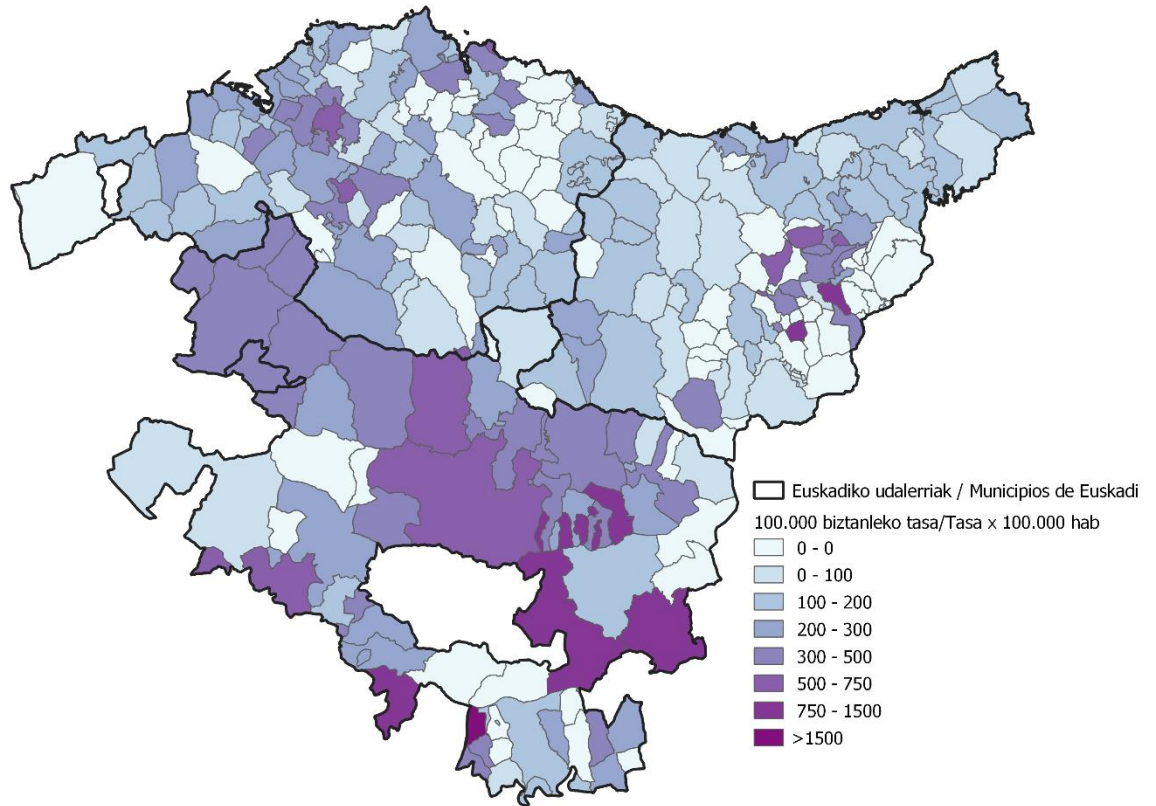 Euskadiko udalerriak / Municipios de Euskadi
100.000 biztanleko tasa/Tasa x 100.000 hab
0 - 0
0 - 100
100 - 200
200 - 300
300 - 500
500 - 750
750 - 1500
>1500